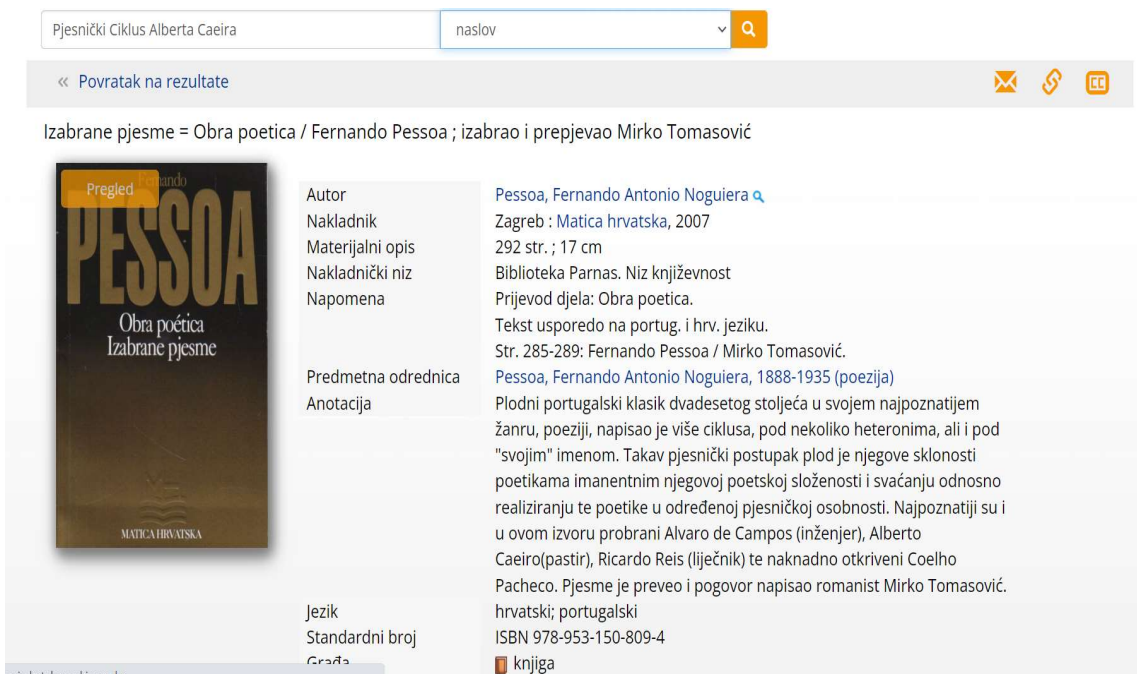 Pjesnički Ciklus Alberta Caeira
naslov
« Povratak na rezultate
Izabrane pjesme = Obra poetica / Fernando Pessoa ; izabrao i prepjevao Mirko Tomasović
Pregled
Fernando
PESSOA
Obra poética
Izabrane pjesme
MATICA HRVATSKA
Autor Pessoa, Fernando Antonio Noguiera
Nakladnik Zagreb : Matica hrvatska, 2007
Materijalni opis 292 str. ; 17 cm
Nakladnički niz Biblioteka Parnas. Niz književnost
Napomena Prijevod djela: Obra poetica.
Tekst usporedo na portug. i hrv. jeziku.
Str. 285-289: Fernando Pessoa / Mirko Tomasović.
Predmetna odrednica Pessoa, Fernando Antonio Noguiera, 1888-1935 (poezija)
Anotacija Plodni portugalski klasik dvadesetog stoljeća u svojem najpoznatijem
žanru, poeziji, napisao je više ciklusa, pod nekoliko heteronima, ali i pod
"svojim" imenom. Takav pjesnički postupak plod je njegove sklonosti
poetikama imanentnim njegovoj poetskoj složenosti i svaćanju odnosno
realiziranju te poetike u određenoj pjesničkoj osobnosti. Najpoznatiji su i
u ovom izvoru probrani Alvaro de Campos (inženjer), Alberto
Caeiro(pastir), Ricardo Reis (liječnik) te naknadno otkriveni Coelho
Pacheco. Pjesme je preveo i pogovor napisao romanist Mirko Tomasović.
Jezik hrvatski; portugalski
Standardni broj ISBN 978-953-150-809-4
Građa knjiga